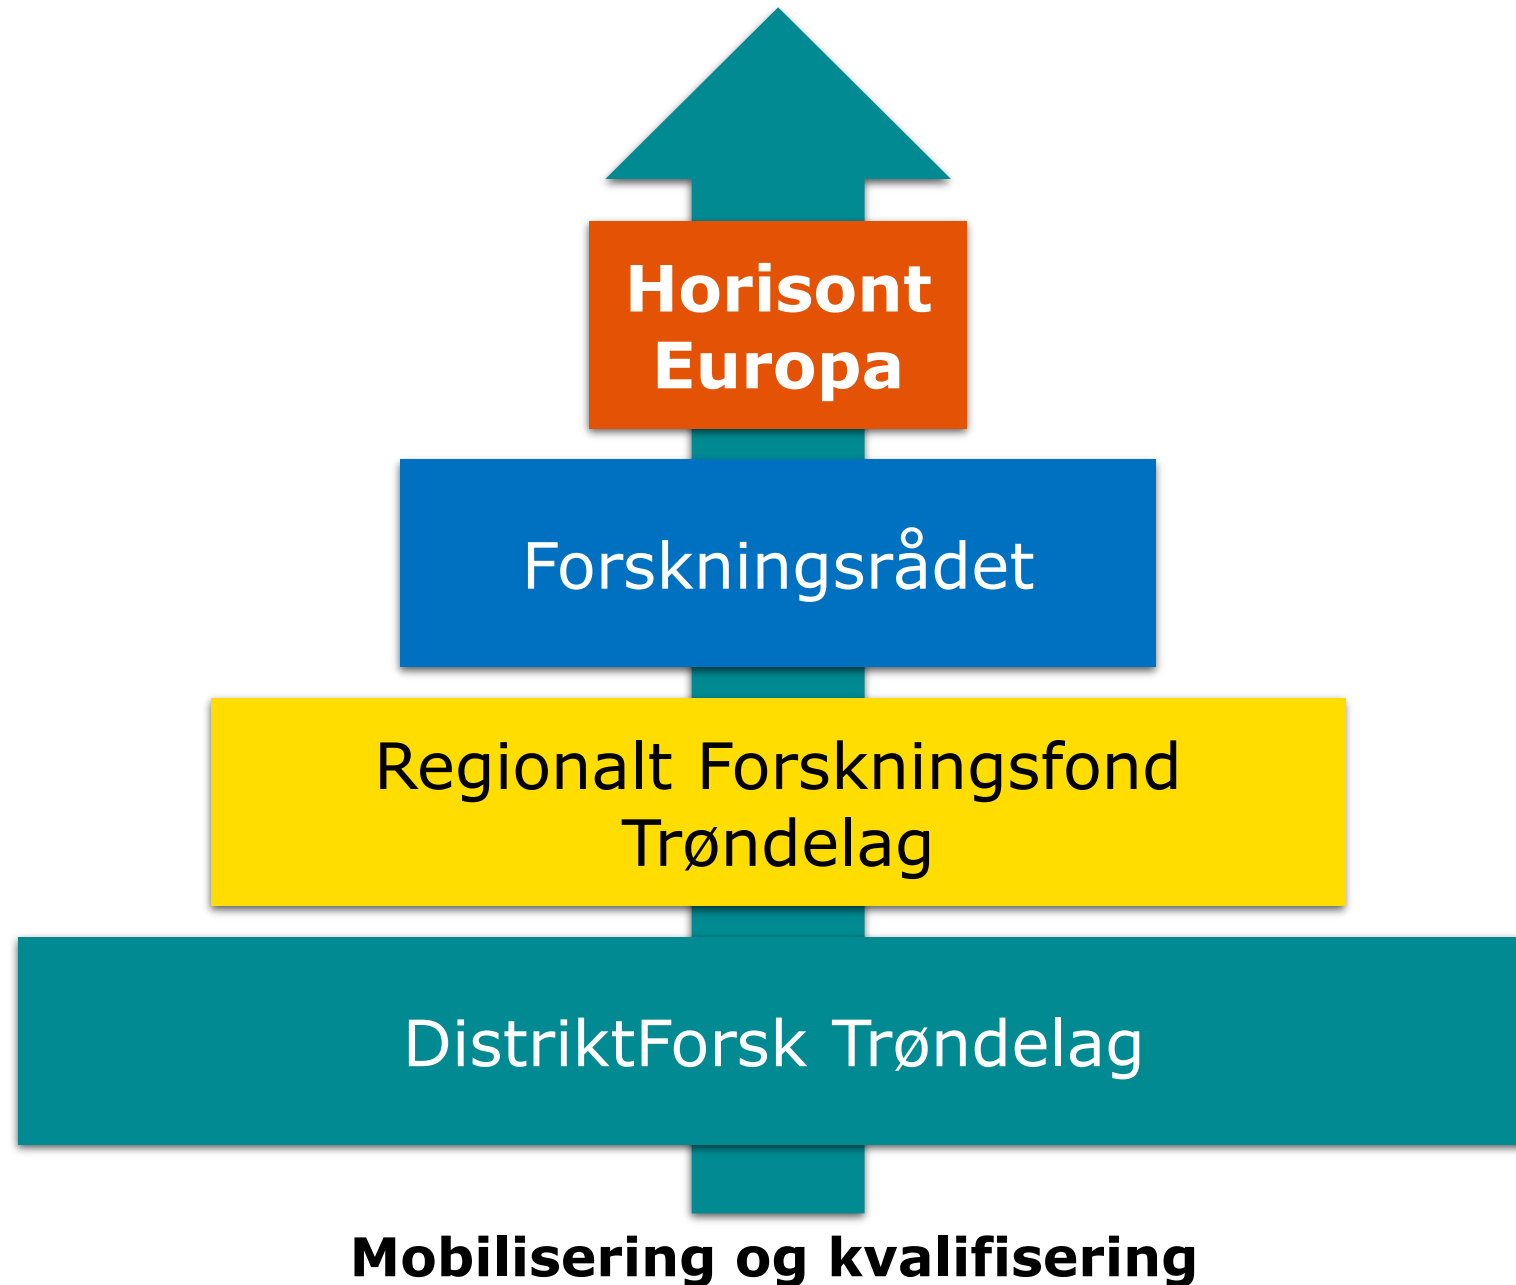 Horisont
Europa
Forskningsrådet
Regionalt Forskningsfond
Trøndelag
DistriktForsk Trøndelag
Mobilisering og kvalifisering